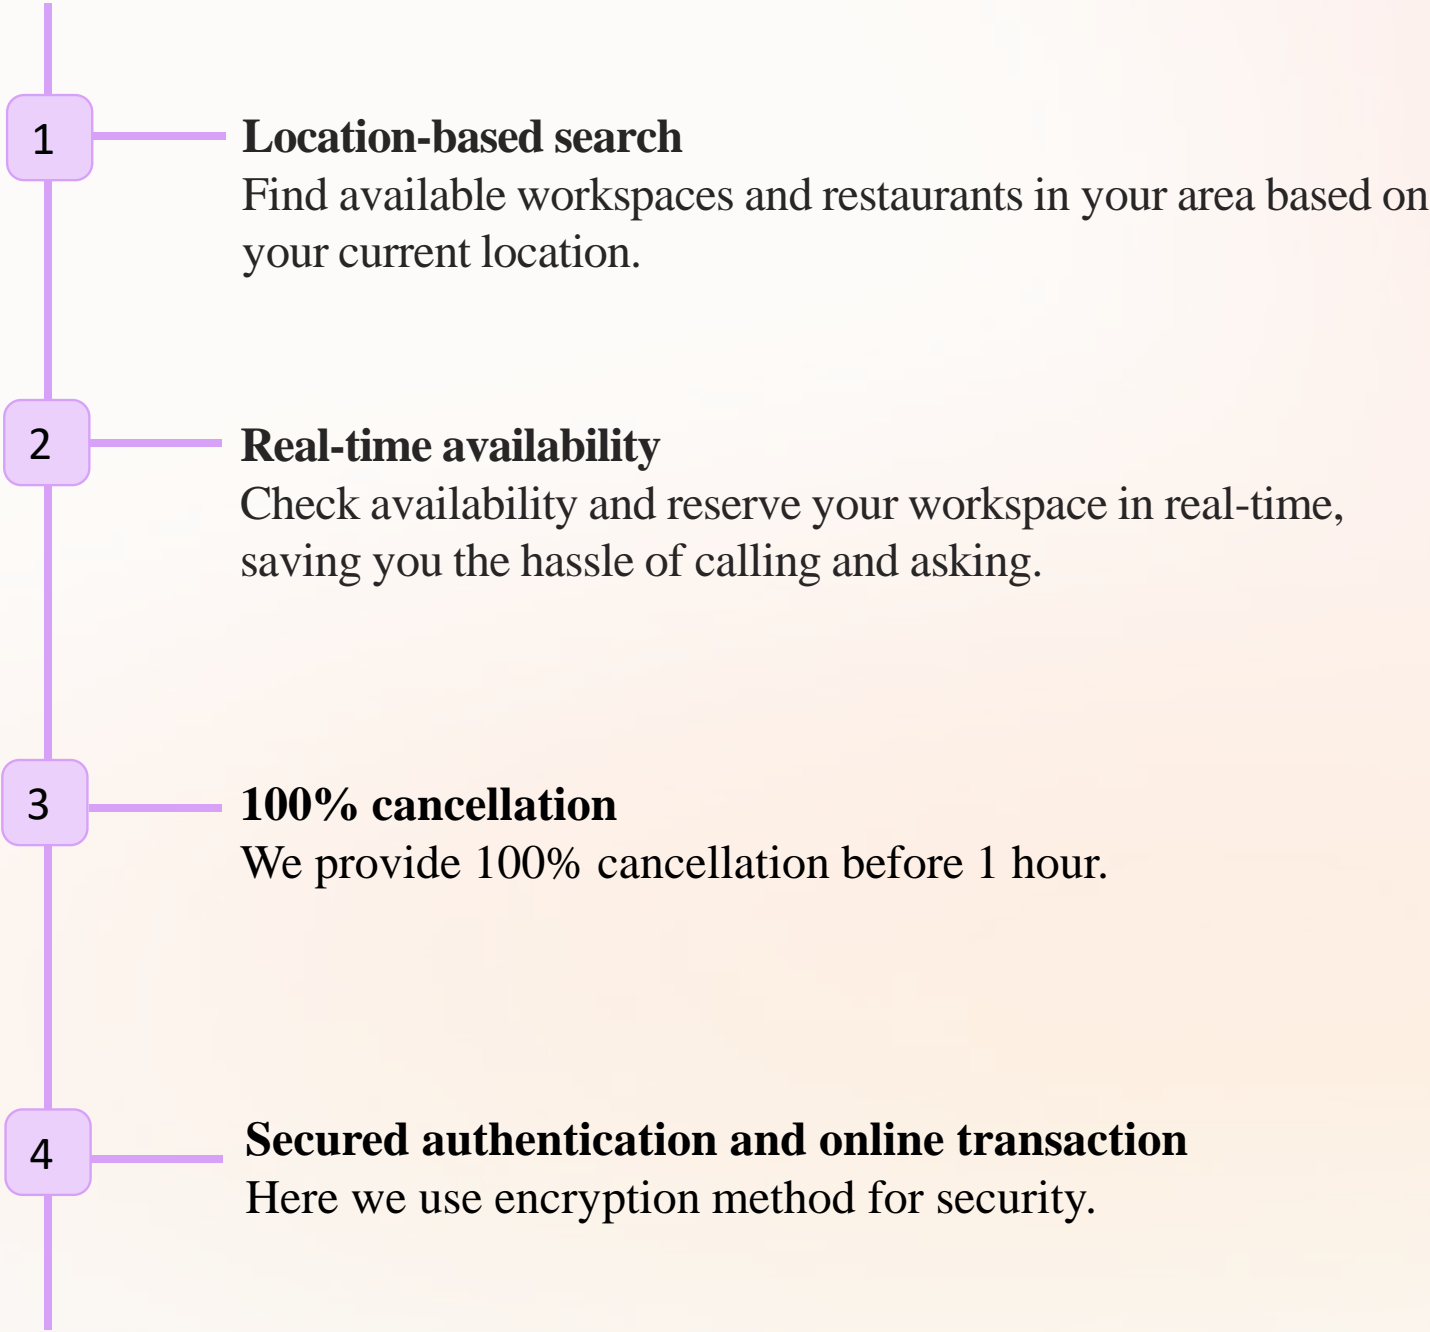 1
Location-based search
Find available workspaces and restaurants in your area based on
your current location.
2
Real-time availability
Check availability and reserve your workspace in real-time,
saving you the hassle of calling and asking.
3
100% cancellation
We provide 100% cancellation before 1 hour.
4
Secured authentication and online transaction
Here we use encryption method for security.